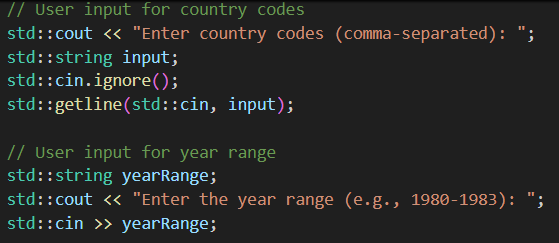 // User input for country codes
std::cout << "Enter country codes (comma-separated): ";
std::string input;
std::cin.ignore();
std::getline(std::cin, input);
// User input for year range
std::string yearRange;
std::cout << "Enter the year range (e.g., 1980-1983): ";
std::cin >> yearRange;